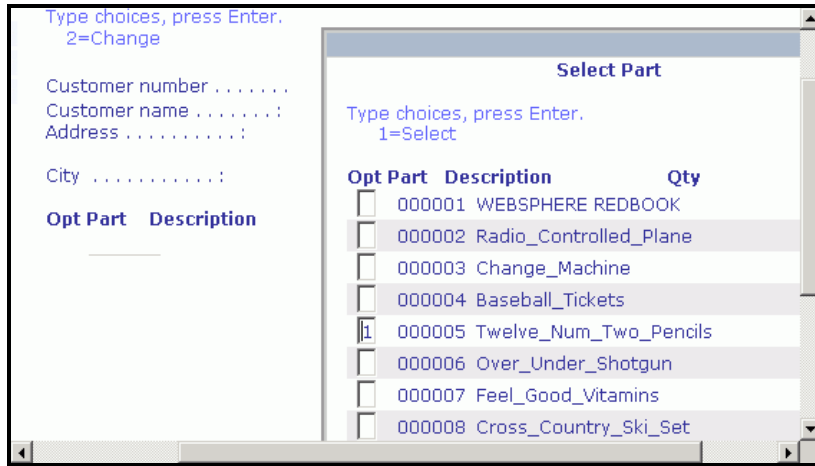 Type choices, press Enter.
2=Change
Customer number . . . . . . .
Customer name . . . . . . . :
Address . . . . . . . . . . :
City . . . . . . . . . . . :
Opt Part Description
Select Part
Type choices, press Enter.
1=Select
Opt Part Description Qty
000001 WEBSPHERE REDBOOK
000002 Radio_Controlled_Plane
000003 Change_Machine
000004 Baseball_Tickets
1 000005 Twelve_Num_Two_Pencils
000006 Over_Under_Shotgun
000007 Feel_Good_Vitamins
000008 Cross_Country_Ski_Set